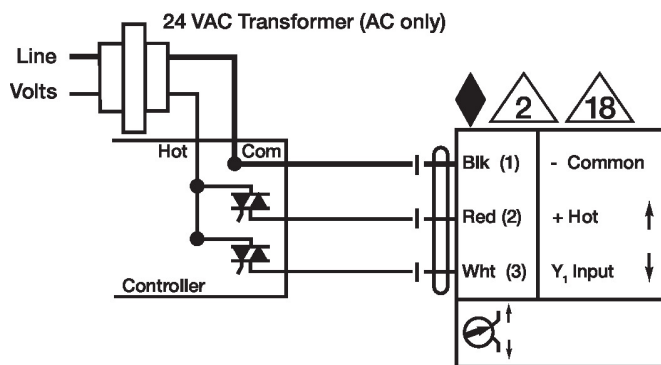 24 VAC Transformer (AC only)
Line
Volts
Hot Com
2
18
Blk (1) - Common
Red (2) + Hot
Wht (3) Y₁ Input
Controller